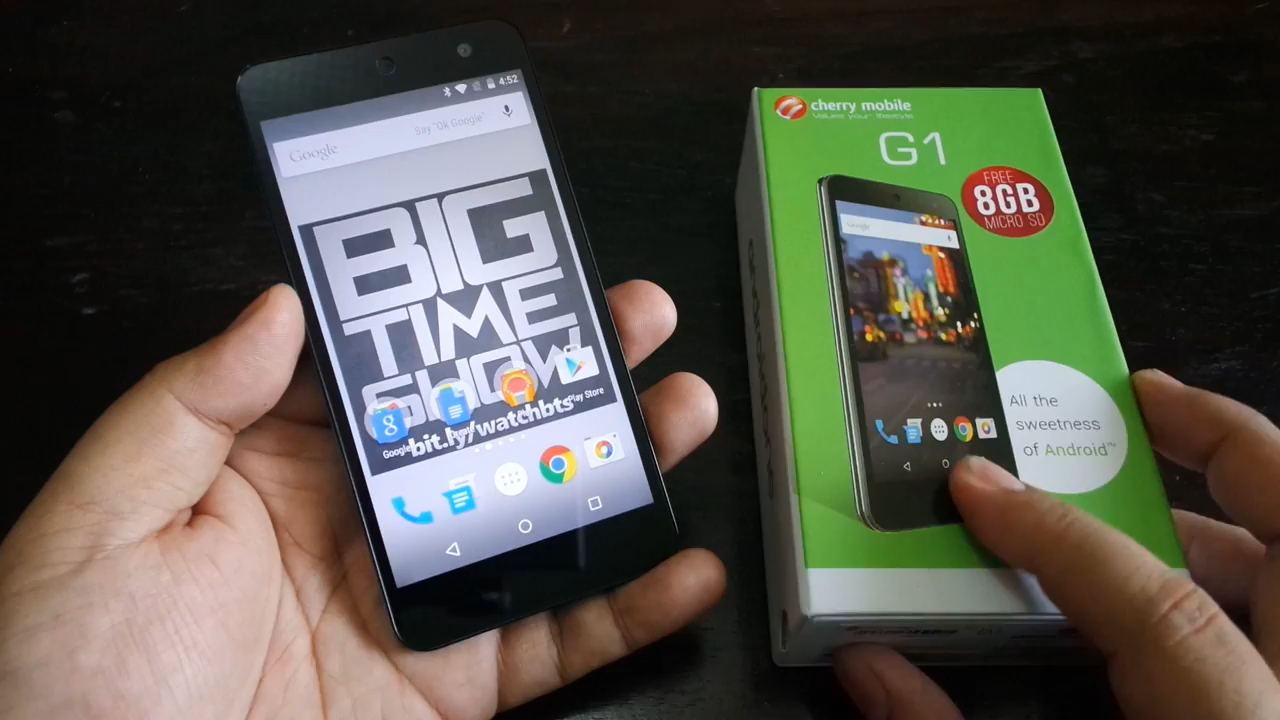 4:52
Google
Say "Ok Google"
BIG
TIME
SHOW
bit.ly/watchbts
Google
Play Store
cherry mobile
Values your lifestyle
G1
FREE
8GB
MICRO SD
Google
All the
sweetness
of Android™